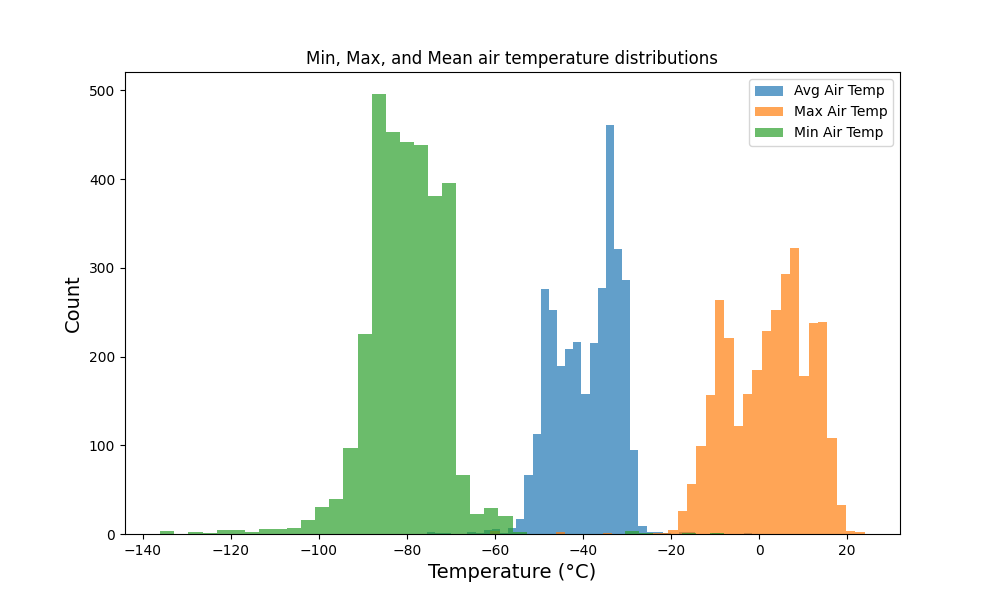 Min, Max, and Mean air temperature distributions
Avg Air Temp
Max Air Temp
Min Air Temp
500
400
300
200
100
0
Count
−140 −120 −100 −80 −60 −40 −20 0 20
Temperature (°C)